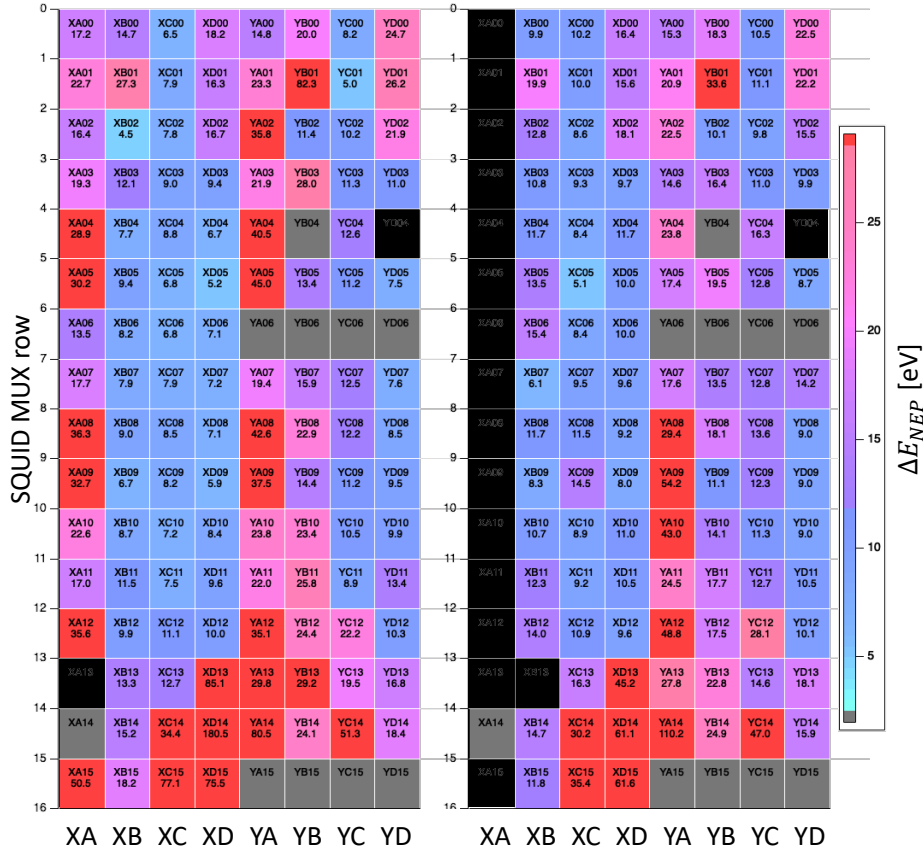 0 XA00 XB00 XC00 XD00 YA00 YB00 YC00 YD00 0 XA00 XB00 XC00 XD00 YA00 YB00 YC00 YD00
17.2 14.7 6.5 18.2 14.8 20.0 8.2 24.7 9.9 10.2 16.4 15.3 18.3 10.5 22.5
1 XA01 XB01 XC01 XD01 YA01 YB01 YC01 YD01 1 XA01 XB01 XC01 XD01 YA01 YB01 YC01 YD01
22.7 27.3 7.9 16.3 23.3 82.3 5.0 26.2 19.9 10.0 15.6 20.9 33.6 11.1 22.2
2 XA02 XB02 XC02 XD02 YA02 YB02 YC02 YD02 2 XA02 XB02 XC02 XD02 YA02 YB02 YC02 YD02
16.4 4.5 7.8 16.7 35.8 11.4 10.2 21.9 12.8 8.6 18.1 22.5 10.1 9.8 15.5
3 XA03 XB03 XC03 XD03 YA03 YB03 YC03 YD03 3 XA03 XB03 XC03 XD03 YA03 YB03 YC03 YD03
19.3 12.1 9.0 9.4 21.9 28.0 11.3 11.0 10.8 9.3 9.7 14.6 16.4 11.0 9.9
4 XA04 XB04 XC04 XD04 YA04 YB04 YC04 YD04 4 XA04 XB04 XC04 XD04 YA04 YB04 YC04 YD04
28.9 7.7 8.8 6.7 40.5 12.6 11.7 8.4 11.7 23.8 16.3
5 XA05 XB05 XC05 XD05 YA05 YB05 YC05 YD05 5 XA05 XB05 XC05 XD05 YA05 YB05 YC05 YD05
30.2 9.4 6.8 5.2 45.0 13.4 11.2 7.5 13.5 5.1 10.0 17.4 19.5 12.8 8.7
6 XA06 XB06 XC06 XD06 YA06 YB06 YC06 YD06 6 XA06 XB06 XC06 XD06 YA06 YB06 YC06 YD06
13.5 8.2 6.8 7.1 15.4 8.4 10.0
7 XA07 XB07 XC07 XD07 YA07 YB07 YC07 YD07 7 XA07 XB07 XC07 XD07 YA07 YB07 YC07 YD07
17.7 7.9 7.9 7.2 19.4 15.9 12.5 7.6 6.1 9.5 9.6 17.6 13.5 12.8 14.2
8 XA08 XB08 XC08 XD08 YA08 YB08 YC08 YD08 8 XA08 XB08 XC08 XD08 YA08 YB08 YC08 YD08
36.3 9.0 8.5 7.1 42.6 22.9 12.2 8.5 11.7 11.5 9.2 29.4 18.1 13.6 9.0
9 XA09 XB09 XC09 XD09 YA09 YB09 YC09 YD09 9 XA09 XB09 XC09 XD09 YA09 YB09 YC09 YD09
32.7 6.7 8.2 5.9 37.5 14.4 11.2 9.5 8.3 14.5 8.0 54.2 11.1 12.3 9.0
10 XA10 XB10 XC10 XD10 YA10 YB10 YC10 YD10 10 XA10 XB10 XC10 XD10 YA10 YB10 YC10 YD10
22.6 8.7 7.2 8.4 23.8 23.4 10.5 9.9 10.7 8.9 11.0 43.0 14.1 11.3 9.0
11 XA11 XB11 XC11 XD11 YA11 YB11 YC11 YD11 11 XA11 XB11 XC11 XD11 YA11 YB11 YC11 YD11
17.0 11.5 7.5 9.6 22.0 25.8 8.9 13.4 12.3 9.2 10.5 24.5 17.7 12.7 10.5
12 XA12 XB12 XC12 XD12 YA12 YB12 YC12 YD12 12 XA12 XB12 XC12 XD12 YA12 YB12 YC12 YD12
35.6 9.9 11.1 10.0 35.1 24.4 22.2 10.3 14.0 10.9 9.6 48.8 17.5 28.1 10.1
13 XA13 XB13 XC13 XD13 YA13 YB13 YC13 YD13 13 XA13 XB13 XC13 XD13 YA13 YB13 YC13 YD13
13.3 12.7 85.1 29.8 29.2 19.5 16.8 16.3 45.2 27.8 22.8 14.6 18.1
14 XA14 XB14 XC14 XD14 YA14 YB14 YC14 YD14 14 XA14 XB14 XC14 XD14 YA14 YB14 YC14 YD14
15.2 34.4 180.5 80.5 24.1 51.3 18.4 14.7 30.2 61.1 110.2 24.9 47.0 15.9
15 XA15 XB15 XC15 XD15 YA15 YB15 YC15 YD15 15 XA15 XB15 XC15 XD15 YA15 YB15 YC15 YD15
50.5 18.2 77.1 75.5 11.8 35.4 61.6
16 16
XA XB XC XD YA YB YC YD XA XB XC XD YA YB YC YD
SQUID MUX row
25
20
15
10
5
ΔE_NEP [eV]